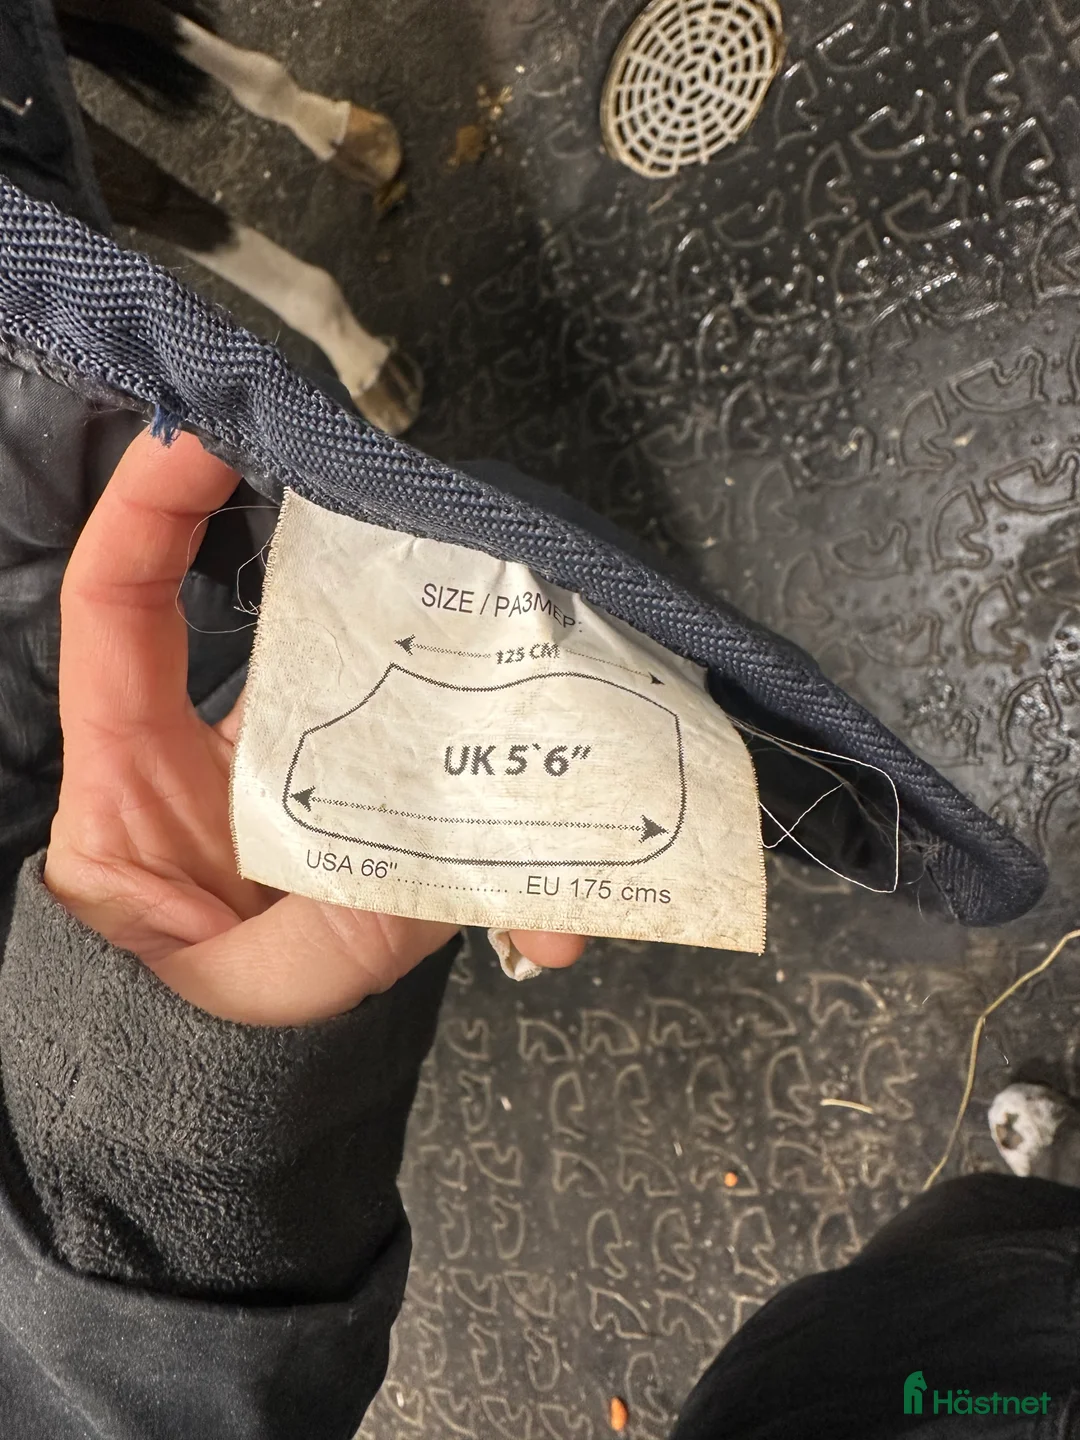 SIZE / РАЗМЕР:
125 CM
UK 5`6"
USA 66"..................EU 175 cms
Hästnet